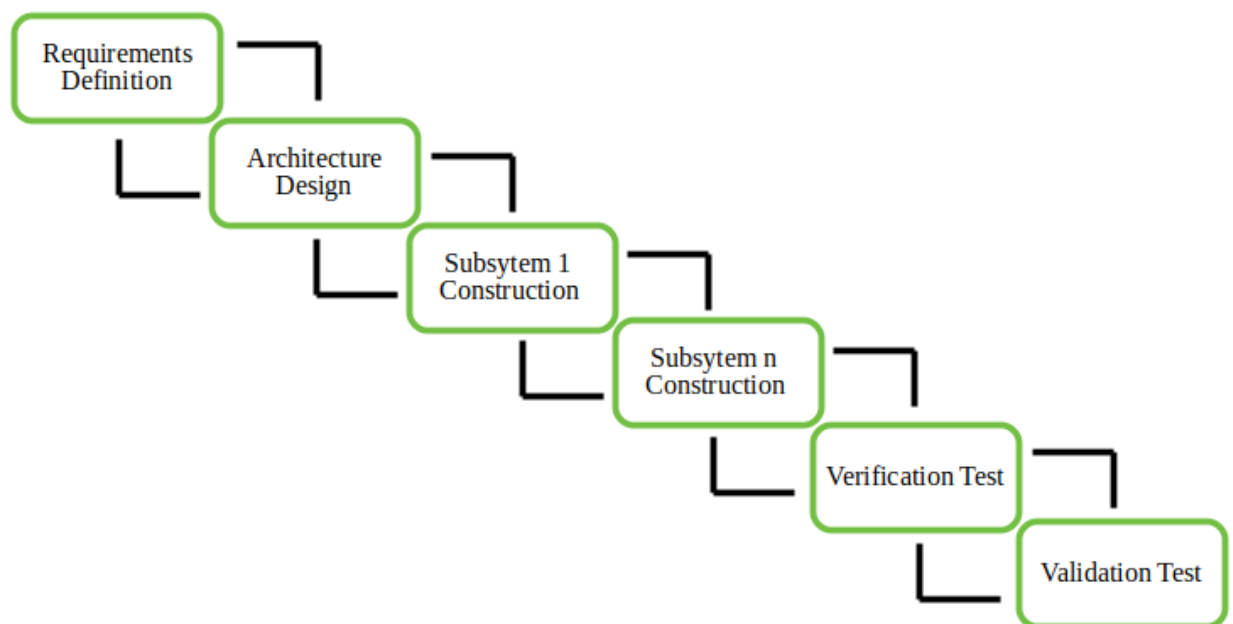 Requirements
Definition
Architecture
Design
Subsytem 1
Construction
Subsytem n
Construction
Verification Test
Validation Test